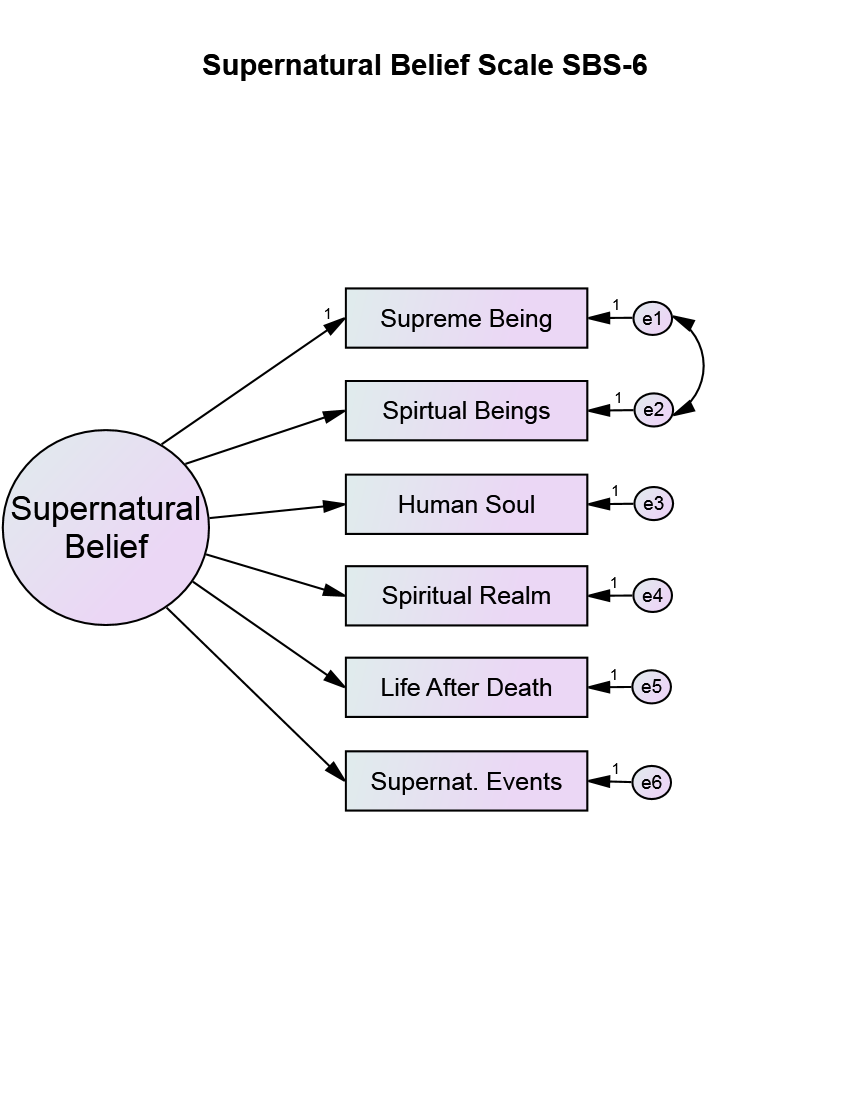 Supernatural Belief Scale SBS-6
1
Supreme Being
1
e1
Spirtual Beings
1
e2
Supernatural
Belief
Human Soul
1
e3
Spiritual Realm
1
e4
Life After Death
1
e5
Supernat. Events
1
e6